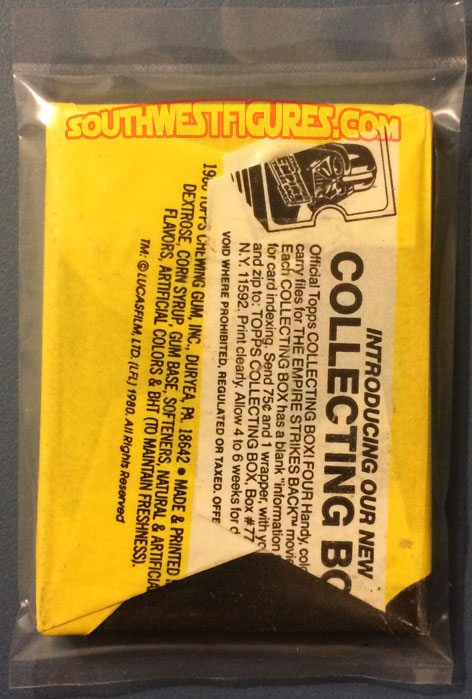 SOUTHWESTFIGURES.COM
INTRODUCING OUR NEW
COLLECTING BO
Official Topps COLLECTING BOX! FOUR Handy, colo
carry files for THE EMPIRE STRIKES BACK™ movi
Each COLLECTING BOX has a blank "information
for card indexing. Send 75¢ and 1 wrapper, with yo
and zip to: TOPPS COLLECTING BOX, Box #77
N.Y. 11592. Print clearly. Allow 4 to 6 weeks for d
VOID WHERE PROHIBITED, REGULATED OR TAXED. OFFE
TOPPS CHEWING GUM, INC., DURYEA, PA. 18642 • MADE & PRINTED
DEXTROSE, CORN SYRUP, GUM BASE, SOFTENERS, NATURAL & ARTIFICIA
FLAVORS, ARTIFICIAL COLORS & BHT (TO MAINTAIN FRESHNESS).
TM: © LUCASFILM, LTD. (LFL) 1980. All Rights Reserved